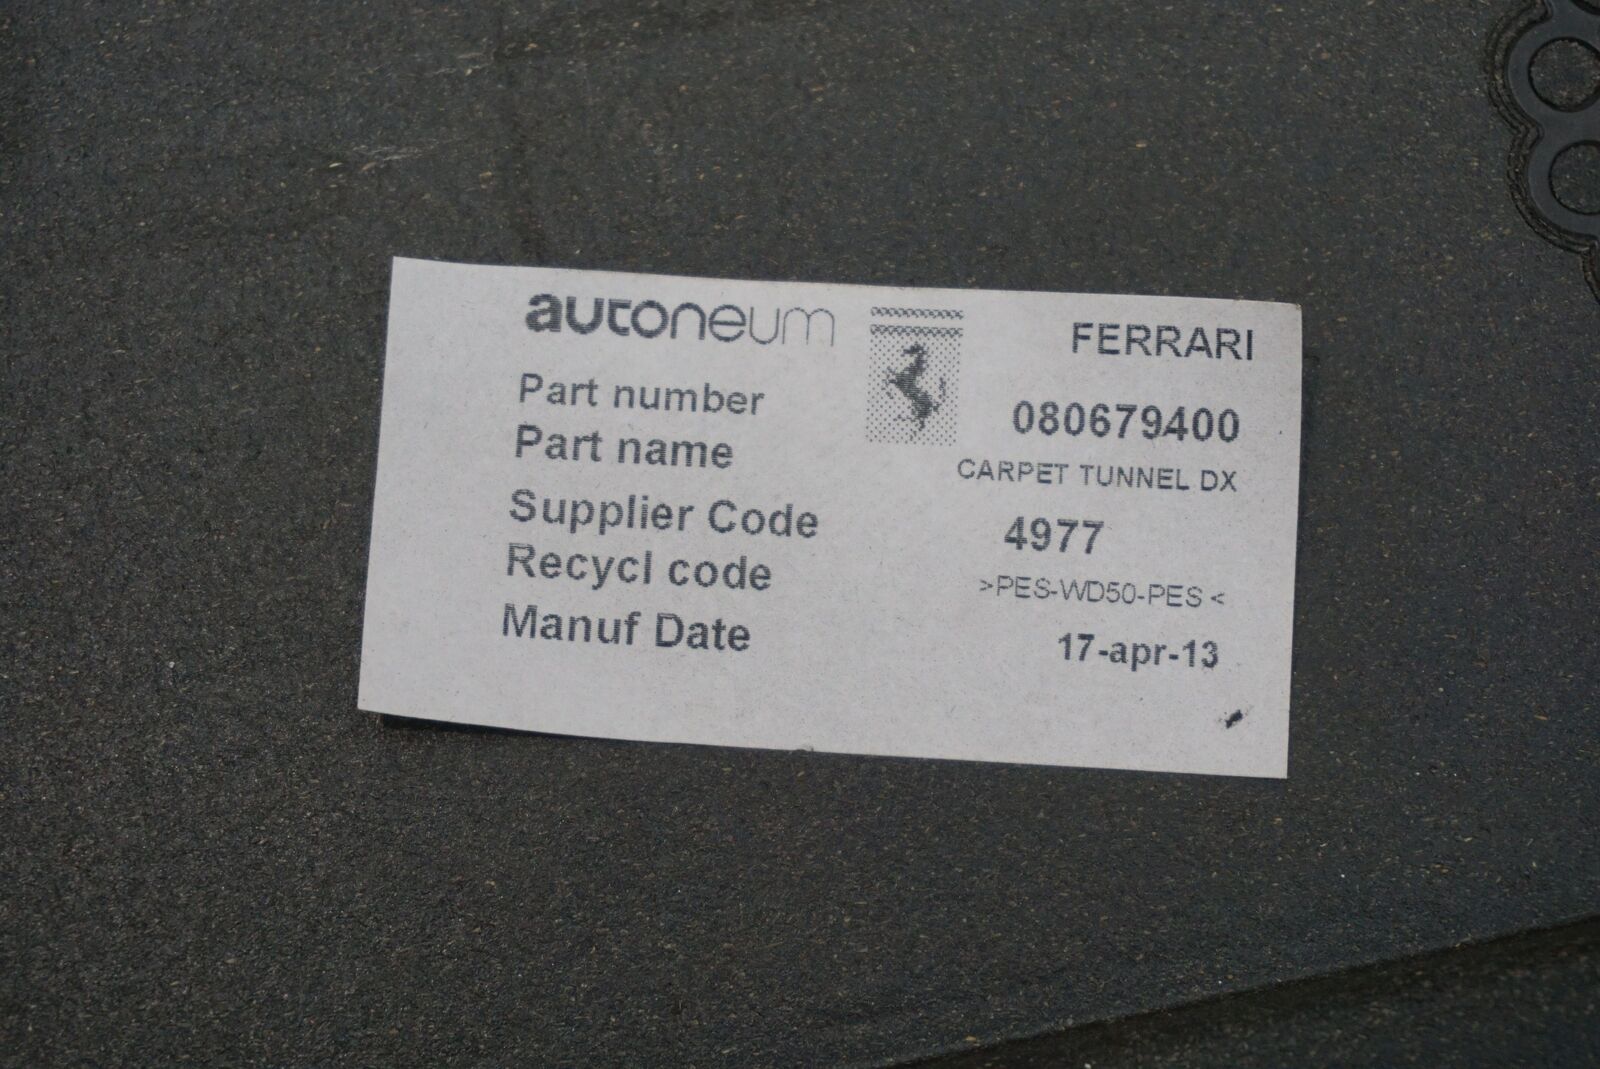 autoneum FERRARI
Part number 080679400
Part name CARPET TUNNEL DX
Supplier Code 4977
Recycl code >PES-WD50-PES<
Manuf Date 17-apr-13